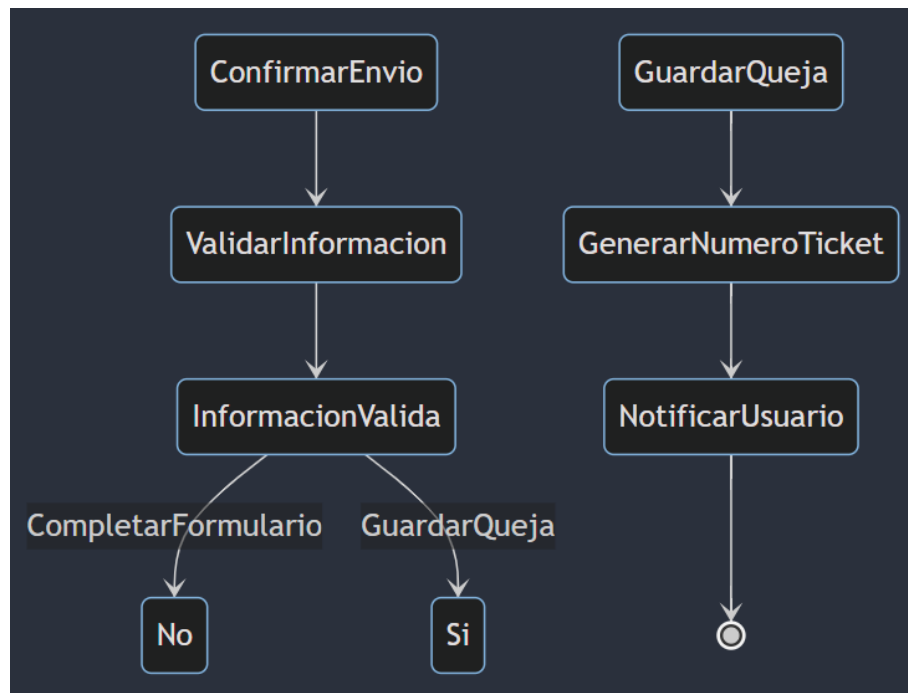 ConfirmarEnvio
GuardarQueja
ValidarInformacion
GenerarNumeroTicket
InformacionValida
NotificarUsuario
CompletarFormulario
GuardarQueja
No
Si